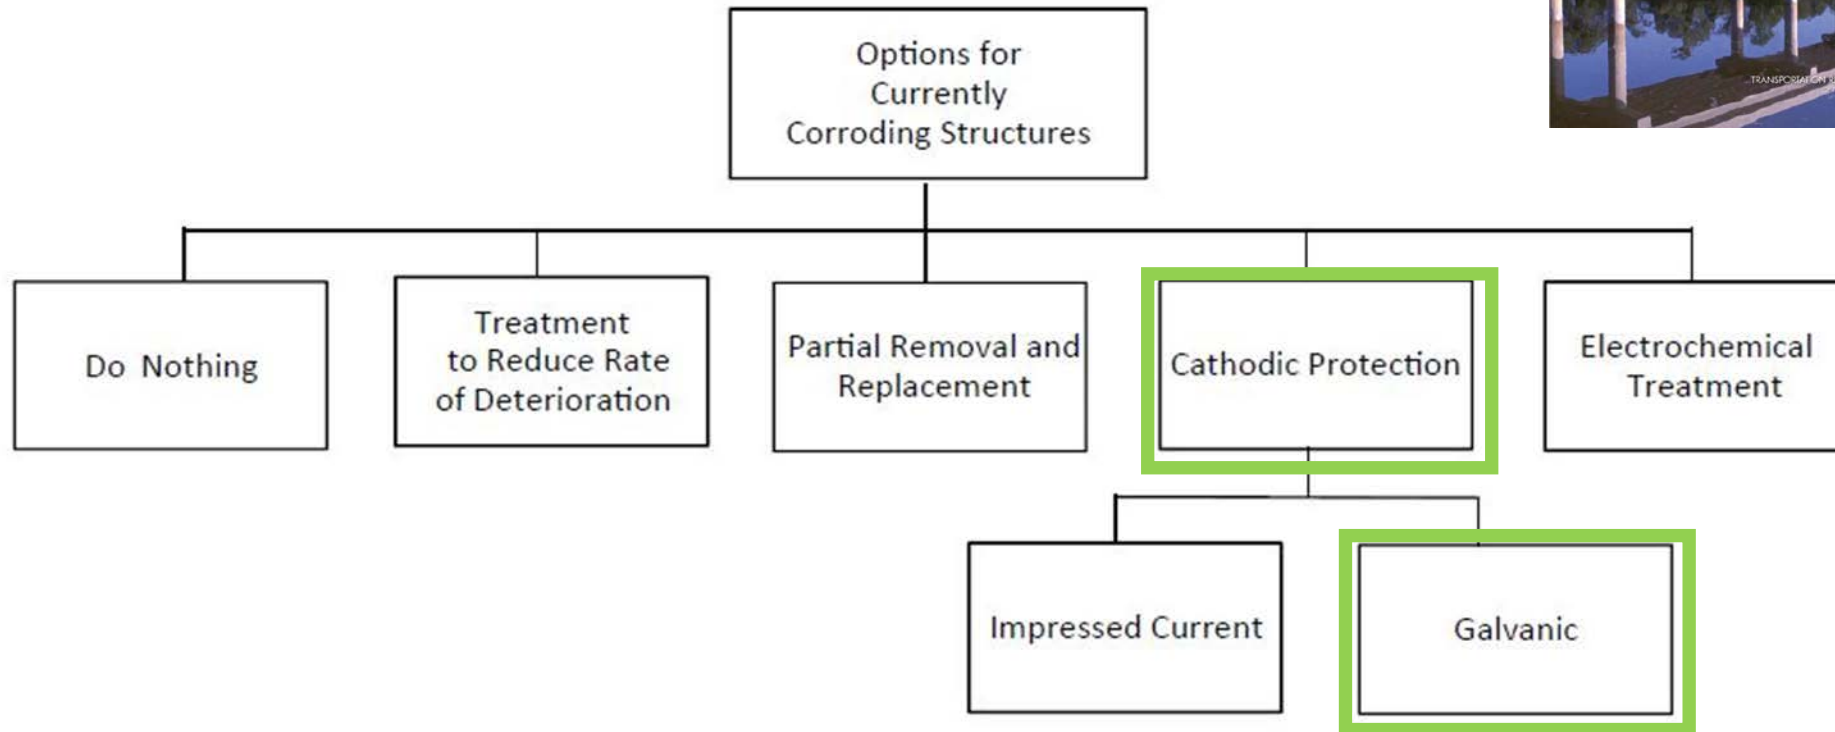 TRANSPORTATION
Options for
Currently
Corroding Structures
Do Nothing
Treatment
to Reduce Rate
of Deterioration
Partial Removal and
Replacement
Cathodic Protection
Electrochemical
Treatment
Impressed Current
Galvanic